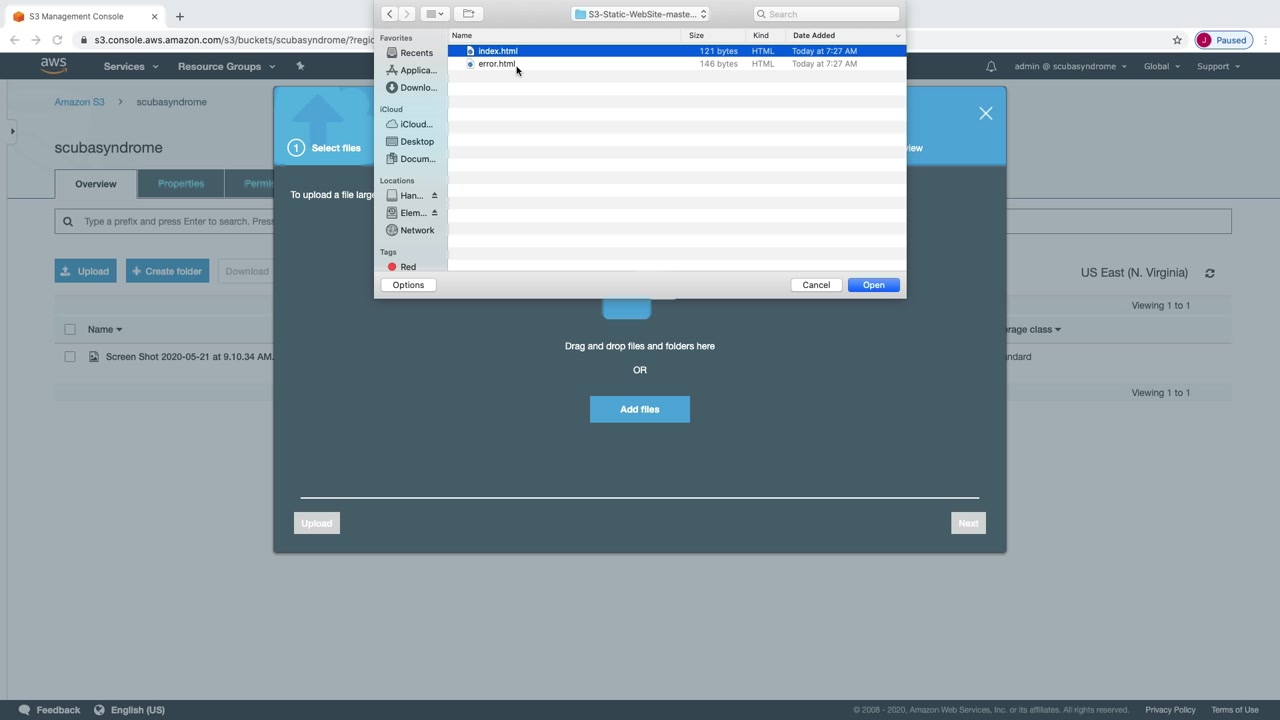 S3 Management Console
s3.console.aws.amazon.com/s3/buckets/scubasyndrome/?regio
Paused
aws
Services
Resource Groups
admin @ scubasyndrome
Global
Support
S3-Static-WebSite-maste...
Search
Favorites
Recents
Applica...
Downlo...
iCloud
iCloud...
Desktop
Docum...
Locations
Han...
Elem...
Network
Tags
Red
Name
Size
Kind
Date Added
index.html
121 bytes
HTML
Today at 7:27 AM
error.html
146 bytes
HTML
Today at 7:27 AM
Options
Cancel
Open
Amazon S3 > scubasyndrome
scubasyndrome
Overview
Properties
Permis
1 Select files
view
To upload a file large
Type a prefix and press Enter to search. Press
Upload
Create folder
Download
US East (N. Virginia)
Viewing 1 to 1
Name
rage class
Screen Shot 2020-05-21 at 9.10.34 AM.
ndard
Viewing 1 to 1
Drag and drop files and folders here
OR
Add files
Upload
Next
Feedback
English (US)
© 2008 - 2020, Amazon Web Services, Inc. or its affiliates. All rights reserved.
Privacy Policy
Terms of Use